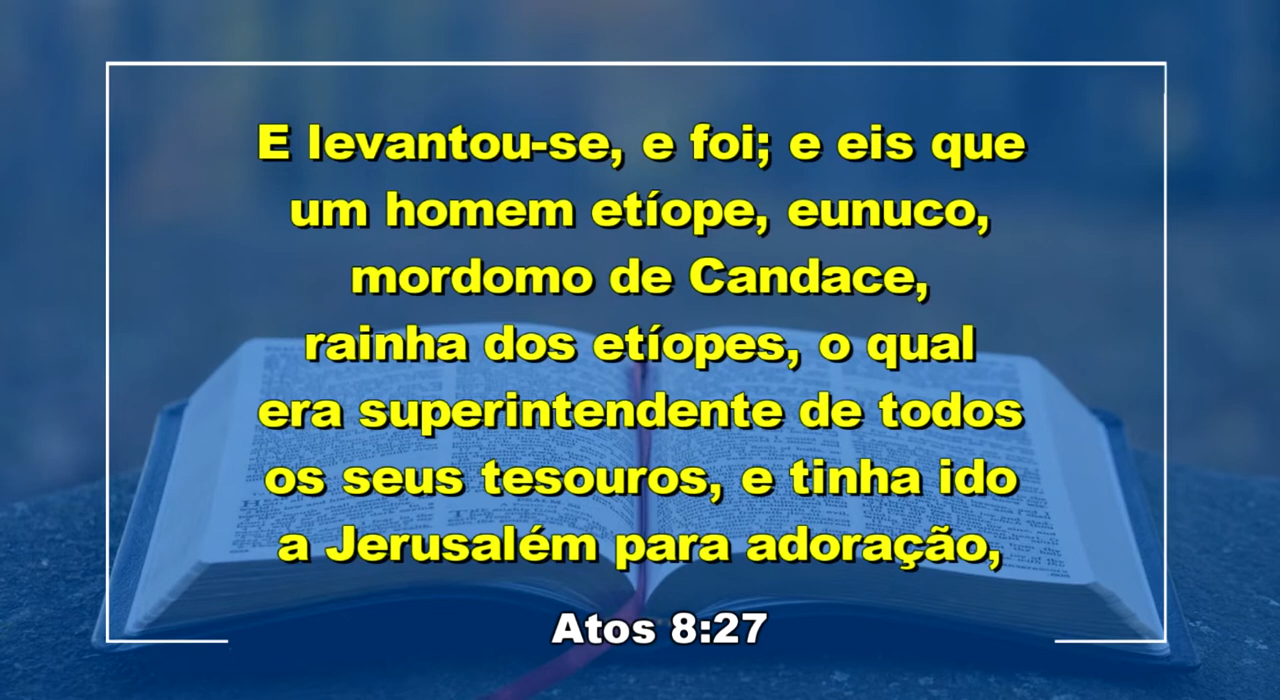 E levantou-se, e foi; e eis que
um homem etíope, eunuco,
mordomo de Candace,
rainha dos etíopes, o qual
era superintendente de todos
os seus tesouros, e tinha ido
a Jerusalém para adoração,
Atos 8:27